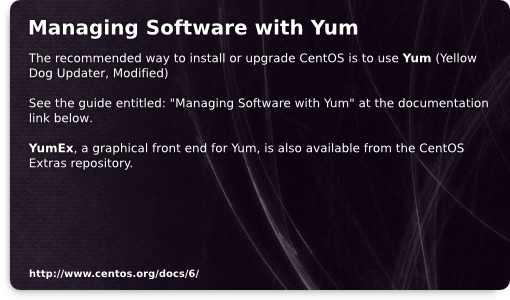 Managing Software with Yum
The recommended way to install or upgrade CentOS is to use Yum (Yellow
Dog Updater, Modified)
See the guide entitled: "Managing Software with Yum" at the documentation
link below.
YumEx, a graphical front end for Yum, is also available from the CentOS
Extras repository.
http://www.centos.org/docs/6/